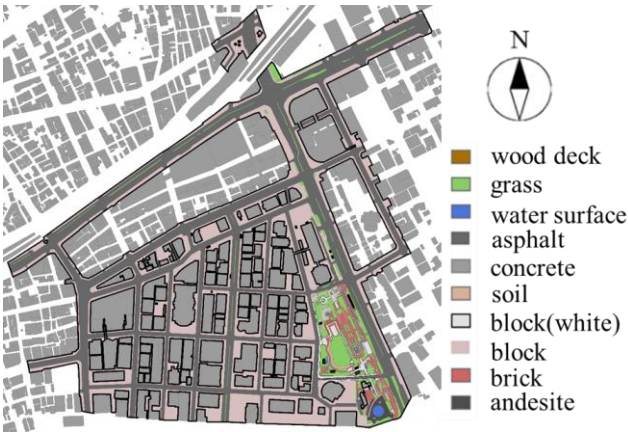 N
wood deck
grass
water surface
asphalt
concrete
soil
block(white)
block
brick
andesite